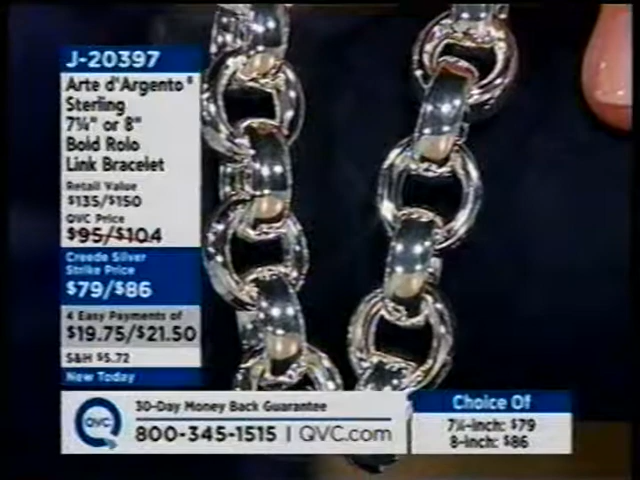 J-20397
Arte d'Argento®
Sterling
7¼" or 8"
Bold Rolo
Link Bracelet
Retail Value
$135/$150
QVC Price
$95/$104
Creede Silver
Strike Price
$79/$86
4 Easy Payments of
$19.75/$21.50
S&H $5.72
New Today
QVC
30-Day Money Back Guarantee
800-345-1515 | QVC.com
Choice Of
7¼-inch: $79
8-inch: $86